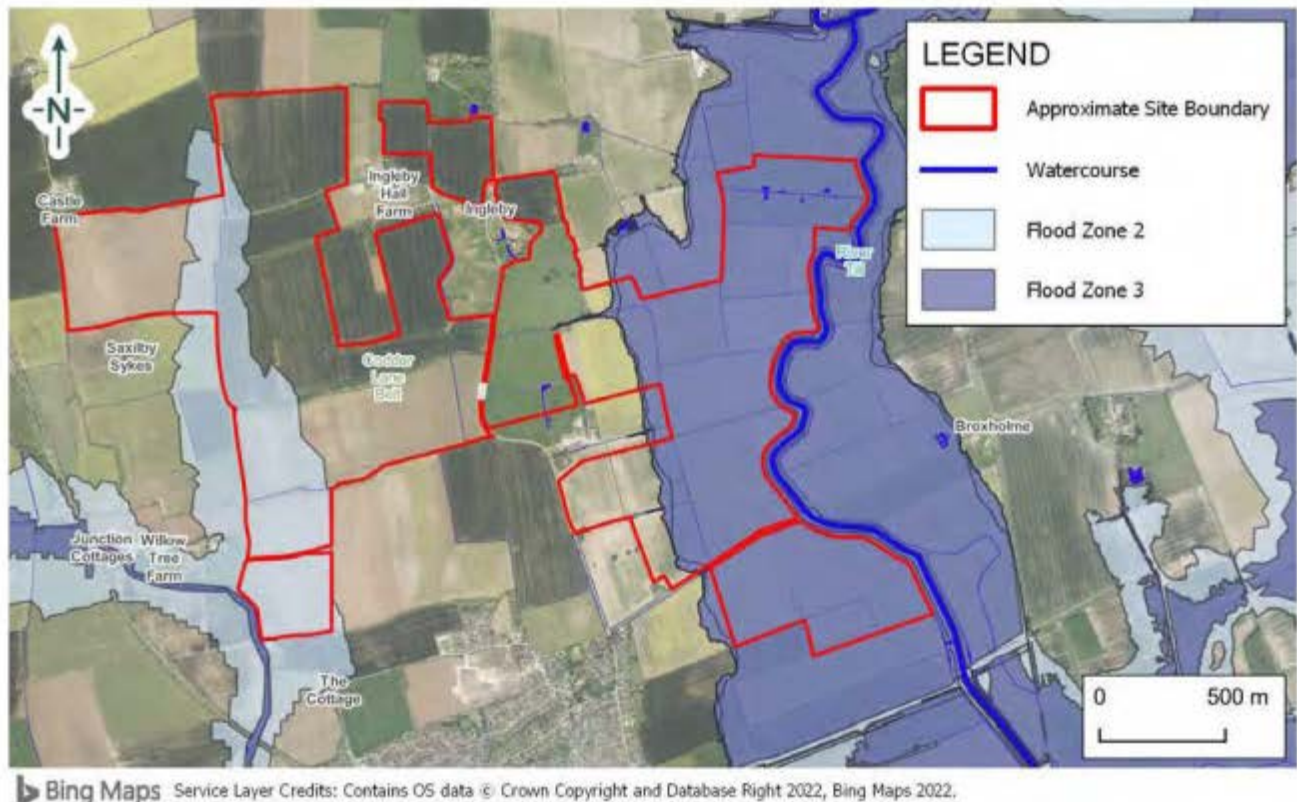 N
LEGEND
Approximate Site Boundary
Watercourse
Flood Zone 2
Flood Zone 3
Castle
Farm
Ingleby
Hall
Farm
Ingleby
River
Till
Saxilby
Sykes
Codder
Lane
Belt
Broxholme
Junction
Cottages
Willow
Tree
Farm
The
Cottage
0 500 m
Bing Maps Service Layer Credits: Contains OS data © Crown Copyright and Database Right 2022, Bing Maps 2022.